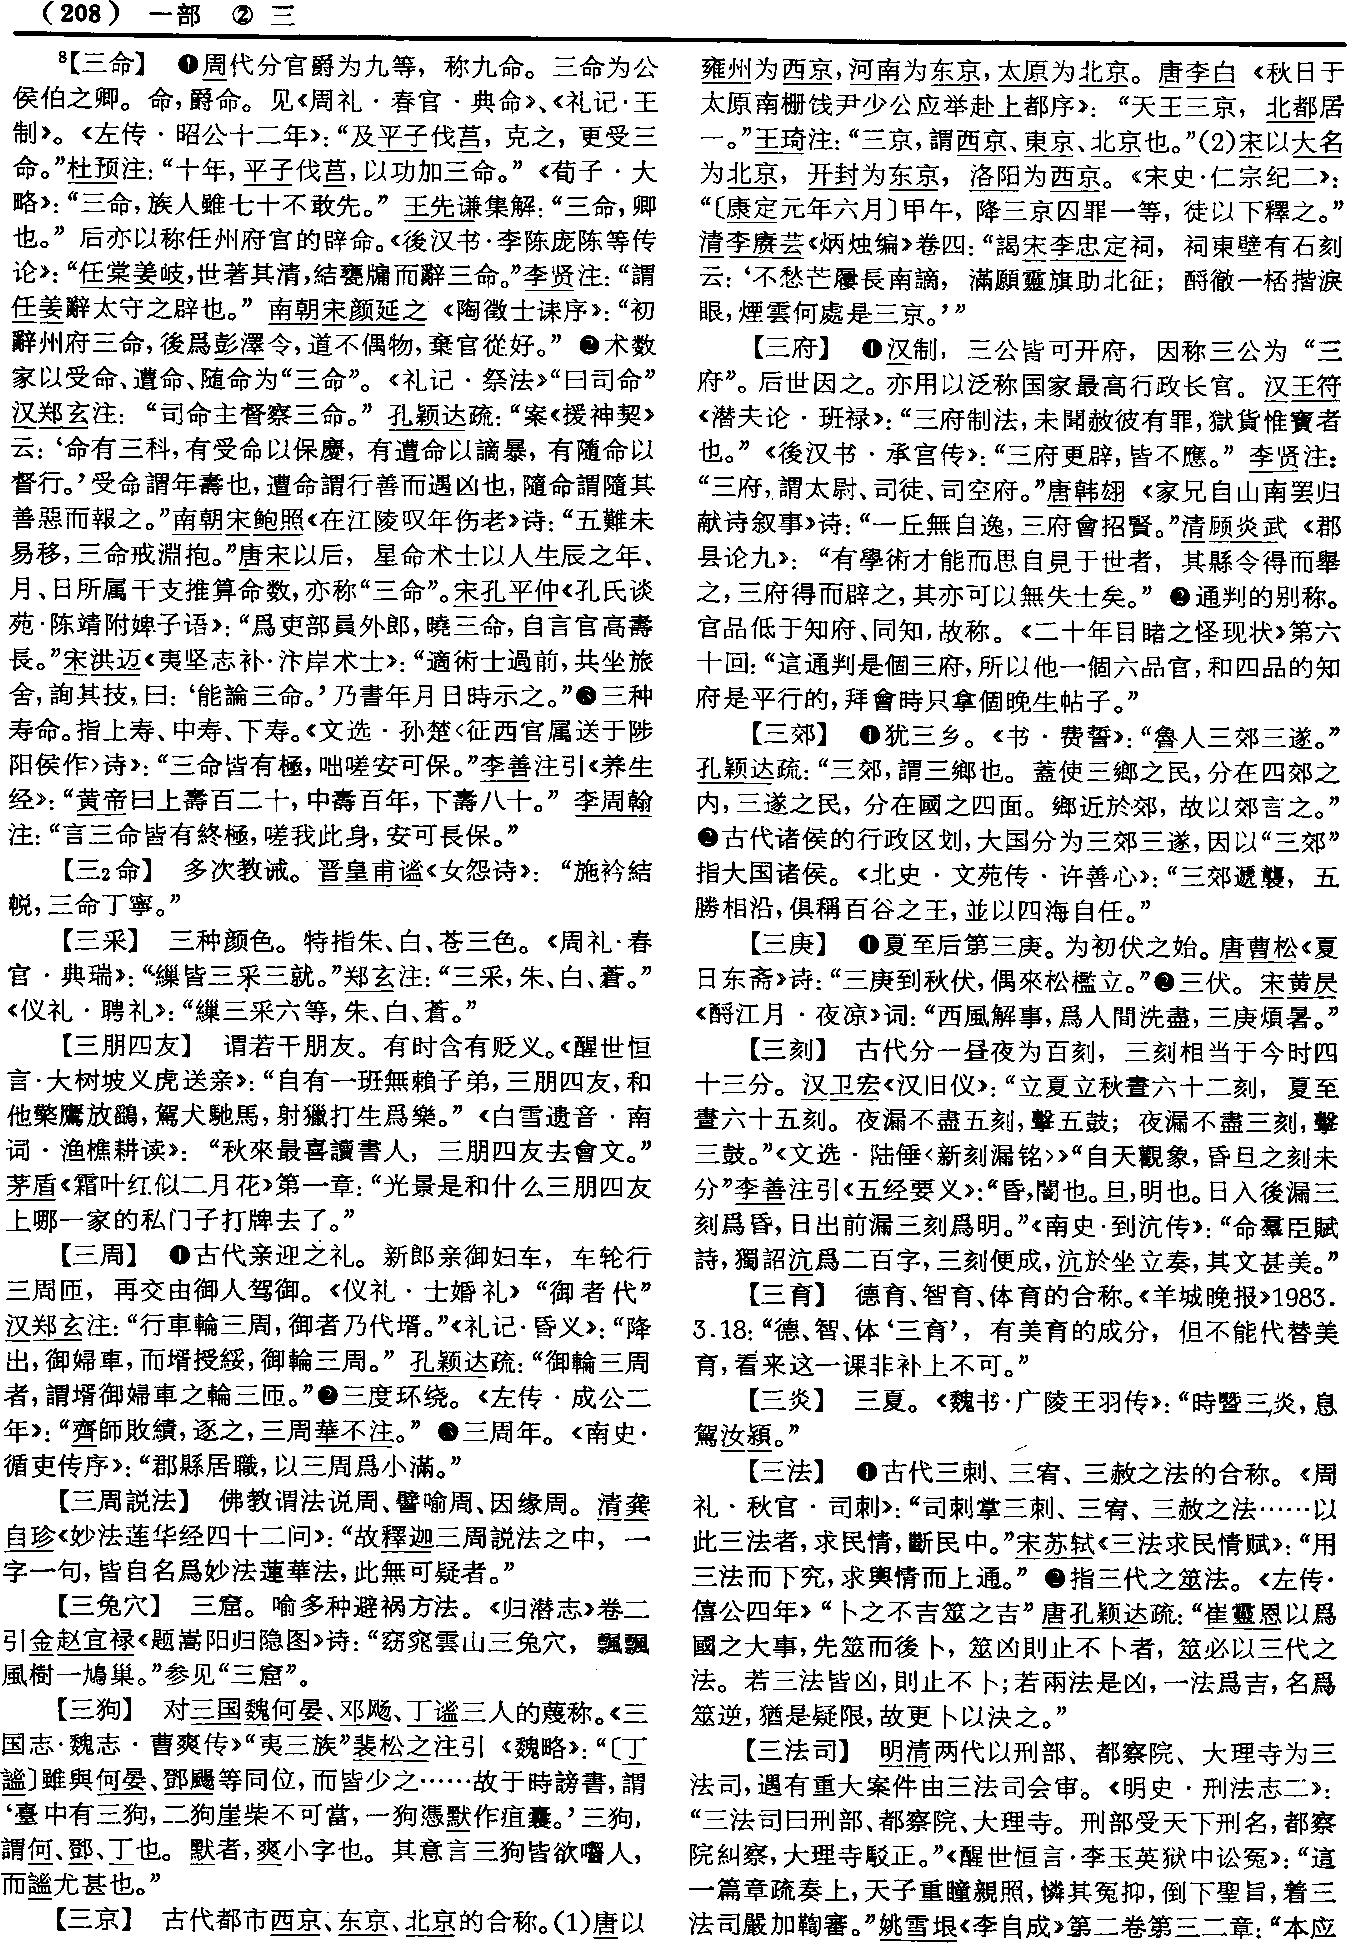 （208） 一部 ② 三
⁸【三命】 ❶周代分官爵为九等，称九命。三命为公
侯伯之卿。命，爵命。见《周礼·春官·典命》、《礼记·王
制》。《左传·昭公十二年》：“及平子伐莒，克之，更受三
命。”杜预注：“十年，平子伐莒，以功加三命。”《荀子·大
略》：“三命，族人雖七十不敢先。”王先谦集解：“三命，卿
也。”后亦以称任州府官的辟命。《後汉书·李陈庞陈等传
论》：“任棠姜岐，世著其清，結甕牖而辭三命。”李贤注：“謂
任姜辭太守之辟也。”南朝宋颜延之《陶徵士诔序》：“初
辭州府三命，後爲彭澤令，道不偶物，棄官從好。”❷术数
家以受命、遭命、随命为“三命”。《礼记·祭法》“曰司命”
汉郑玄注：“司命主督察三命。”孔颖达疏：“案《援神契》
云：‘命有三科，有受命以保慶，有遭命以謫暴，有隨命以
督行。’受命謂年壽也，遭命謂行善而遇凶也，隨命謂隨其
善惡而報之。”南朝宋鲍照《在江陵叹年伤老》诗：“五難未
易移，三命戒淵抱。”唐宋以后，星命术士以人生辰之年、
月、日所属干支推算命数，亦称“三命”。宋孔平仲《孔氏谈
苑·陈靖附婢子语》：“爲吏部員外郎，曉三命，自言官高壽
長。”宋洪迈《夷坚志补·汴岸术士》：“適術士過前，共坐旅
舍，詢其技，曰：‘能論三命。’乃書年月日時示之。”❸三种
寿命。指上寿、中寿、下寿。《文选·孙楚〈征西官属送于陟
阳侯作〉诗》：“三命皆有極，咄嗟安可保。”李善注引《养生
经》：“黄帝曰上壽百二十，中壽百年，下壽八十。”李周翰
注：“言三命皆有終極，嗟我此身，安可長保。”
【三₂命】 多次教诫。晋皇甫谧《女怨诗》：“施衿結
帨，三命丁寧。”
【三采】 三种颜色。特指朱、白、苍三色。《周礼·春
官·典瑞》：“繅皆三采三就。”郑玄注：“三采，朱、白、蒼。”
《仪礼·聘礼》：“繅三采六等，朱、白、蒼。”
【三朋四友】 谓若干朋友。有时含有贬义。《醒世恒
言·大树坡义虎送亲》：“自有一班無賴子弟，三朋四友，和
他擎鷹放鷂，駕犬馳馬，射獵打生爲樂。”《白雪遗音·南
词·渔樵耕读》：“秋來最喜讀書人，三朋四友去會文。”
茅盾《霜叶红似二月花》第一章：“光景是和什么三朋四友
上哪一家的私门子打牌去了。”
【三周】 ❶古代亲迎之礼。新郎亲御妇车，车轮行
三周匝，再交由御人驾御。《仪礼·士婚礼》“御者代”
汉郑玄注：“行車輪三周，御者乃代壻。”《礼记·昏义》：“降
出，御婦車，而壻授綏，御輪三周。”孔颖达疏：“御輪三周
者，謂壻御婦車之輪三匝。”❷三度环绕。《左传·成公二
年》：“齊師敗績，逐之，三周華不注。”❸三周年。《南史·
循吏传序》：“郡縣居職，以三周爲小滿。”
【三周説法】 佛教谓法说周、譬喻周、因缘周。清龚
自珍《妙法莲华经四十二问》：“故釋迦三周説法之中，一
字一句，皆自名爲妙法蓮華法，此無可疑者。”
【三兔穴】 三窟。喻多种避祸方法。《归潜志》卷二
引金赵宜禄《题嵩阳归隐图》诗：“窈窕雲山三兔穴，飄飄
風樹一鳩巢。”参见“三窟”。
【三狗】 对三国魏何晏、邓飏、丁谧三人的蔑称。《三
国志·魏志·曹爽传》“夷三族”裴松之注引《魏略》：“〔丁
謐〕雖與何晏、鄧颺等同位，而皆少之……故于時謗書，謂
‘臺中有三狗，二狗崖柴不可當，一狗憑默作疽囊。’三狗，
謂何、鄧、丁也。默者，爽小字也。其意言三狗皆欲嚙人，
而謐尤甚也。”
【三京】 古代都市西京、东京、北京的合称。（1）唐以
雍州为西京，河南为东京，太原为北京。唐李白《秋日于
太原南栅饯尹少公应举赴上都序》：“天王三京，北都居
一。”王琦注：“三京，謂西京、東京、北京也。”（2）宋以大名
为北京，开封为东京，洛阳为西京。《宋史·仁宗纪二》：
“〔康定元年六月〕甲午，降三京囚罪一等，徒以下釋之。”
清李赓芸《炳烛编》卷四：“謁宋李忠定祠，祠東壁有石刻
云：‘不愁芒屩長南謫，滿願靈旗助北征；酹徹一桮揩淚
眼，煙雲何處是三京。’”
【三府】 ❶汉制，三公皆可开府，因称三公为“三
府”。后世因之。亦用以泛称国家最高行政长官。汉王符
《潜夫论·班禄》：“三府制法，未聞赦彼有罪，獄貨惟寶者
也。”《後汉书·承宫传》：“三府更辟，皆不應。”李贤注：
“三府，謂太尉、司徒、司空府。”唐韩翃《家兄自山南罢归
献诗叙事》诗：“一丘無自逸，三府會招賢。”清顾炎武《郡
县论九》：“有學術才能而思自見于世者，其縣令得而舉
之，三府得而辟之，其亦可以無失士矣。”❷通判的别称。
官品低于知府、同知，故称。《二十年目睹之怪现状》第六
十回：“這通判是個三府，所以他一個六品官，和四品的知
府是平行的，拜會時只拿個晚生帖子。”
【三郊】 ❶犹三乡。《书·费誓》：“魯人三郊三遂。”
孔颖达疏：“三郊，謂三鄉也。蓋使三鄉之民，分在四郊之
内，三遂之民，分在國之四面。鄉近於郊，故以郊言之。”
❷古代诸侯的行政区划，大国分为三郊三遂，因以“三郊”
指大国诸侯。《北史·文苑传·许善心》：“三郊遞襲，五
勝相沿，俱稱百谷之王，並以四海自任。”
【三庚】 ❶夏至后第三庚。为初伏之始。唐曹松《夏
日东斋》诗：“三庚到秋伏，偶來松檻立。”❷三伏。宋黄昃
《酹江月·夜凉》词：“西風解事，爲人間洗盡，三庚煩暑。”
【三刻】 古代分一昼夜为百刻，三刻相当于今时四
十三分。汉卫宏《汉旧仪》：“立夏立秋晝六十二刻，夏至
晝六十五刻。夜漏不盡五刻，擊五鼓；夜漏不盡三刻，擊
三鼓。”《文选·陆倕〈新刻漏铭〉》“自天觀象，昏旦之刻未
分”李善注引《五经要义》：“昏，闇也。旦，明也。日入後漏三
刻爲昏，日出前漏三刻爲明。”《南史·到沆传》：“命羣臣賦
詩，獨詔沆爲二百字，三刻便成，沆於坐立奏，其文甚美。”
【三育】 德育、智育、体育的合称。《羊城晚报》1983.
3.18：“德、智、体‘三育’，有美育的成分，但不能代替美
育，看来这一课非补上不可。”
【三炎】 三夏。《魏书·广陵王羽传》：“時暨三炎，息
駕汝潁。”
【三法】 ❶古代三刺、三宥、三赦之法的合称。《周
礼·秋官·司刺》：“司刺掌三刺、三宥、三赦之法……以
此三法者，求民情，斷民中。”宋苏轼《三法求民情赋》：“用
三法而下究，求輿情而上通。”❷指三代之筮法。《左传·
僖公四年》“卜之不吉筮之吉”唐孔颖达疏：“崔靈恩以爲
國之大事，先筮而後卜，筮凶則止不卜者，筮必以三代之
法。若三法皆凶，則止不卜；若兩法是凶，一法爲吉，名爲
筮逆，猶是疑限，故更卜以決之。”
【三法司】 明清两代以刑部、都察院、大理寺为三
法司，遇有重大案件由三法司会审。《明史·刑法志二》：
“三法司曰刑部、都察院、大理寺。刑部受天下刑名，都察
院糾察，大理寺駁正。”《醒世恒言·李玉英狱中讼冤》：“這
一篇章疏奏上，天子重瞳親照，憐其冤抑，倒下聖旨，着三
法司嚴加鞫審。”姚雪垠《李自成》第二卷第三二章：“本应